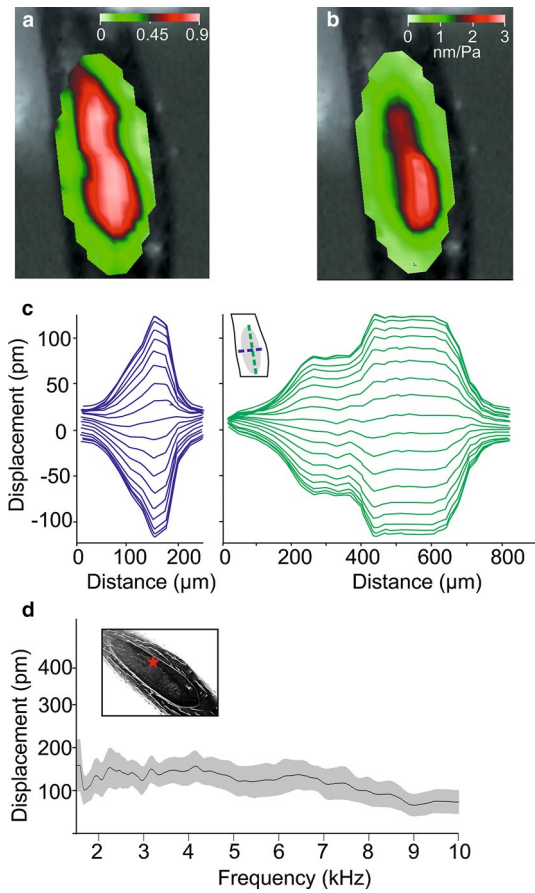 a
0 0.45 0.9
b
0 1 2 3
nm/Pa
c
Displacement (pm)
100
50
0
-50
-100
0 100 200
Distance (µm)
0 200 400 600 800
Distance (µm)
d
Displacement (pm)
400
300
200
100
2 3 4 5 6 7 8 9 10
Frequency (kHz)